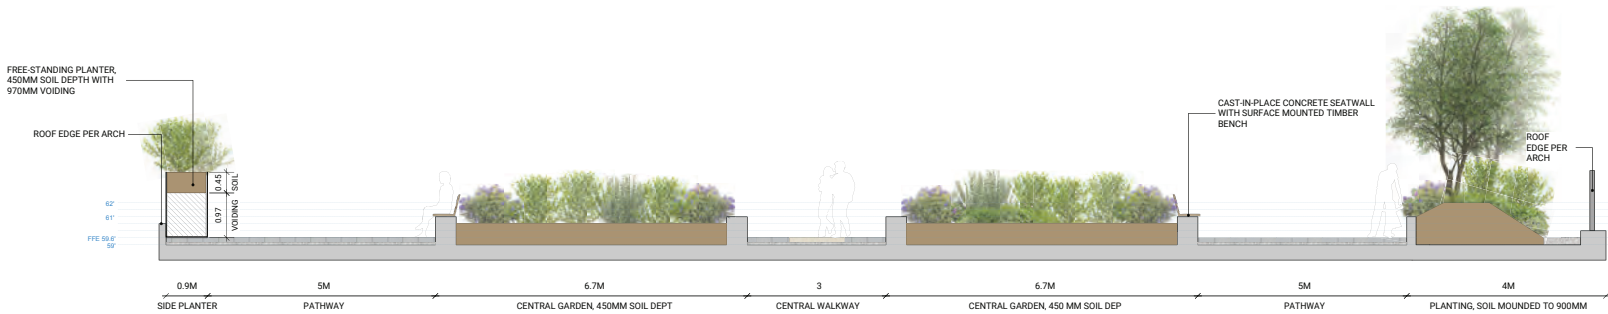 FREE-STANDING PLANTER,
450MM SOIL DEPTH WITH
970MM VOIDING
ROOF EDGE PER ARCH
0.45
SOIL
0.97
VOIDING
62'
61'
FFE 59.6'
59'
CAST-IN-PLACE CONCRETE SEATWALL
WITH SURFACE MOUNTED TIMBER
BENCH
ROOF
EDGE PER
ARCH
0.9M
5M
6.7M
3
6.7M
5M
4M
SIDE PLANTER
PATHWAY
CENTRAL GARDEN, 450MM SOIL DEPT
CENTRAL WALKWAY
CENTRAL GARDEN, 450 MM SOIL DEP
PATHWAY
PLANTING, SOIL MOUNDED TO 900MM